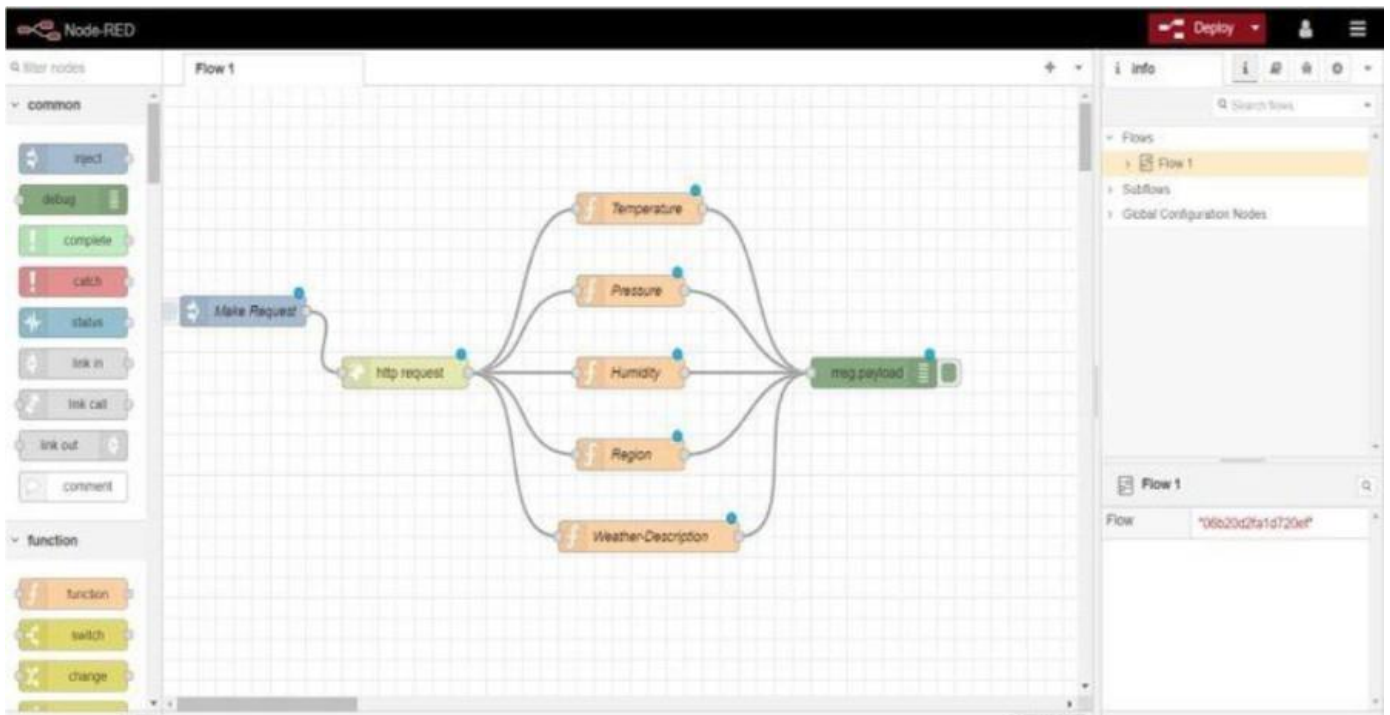 Node-RED
Deploy
filter nodes
Flow 1
info
i
Search flows
common
inject
debug
complete
catch
status
link in
link call
link out
comment
function
function
switch
change
Make Request
http request
Temperature
Pressure
Humidity
Region
Weather-Description
msg.payload
Flows
Flow 1
Subflows
Global Configuration Nodes
Flow 1
Flow "06b20d2fa1d720ef"